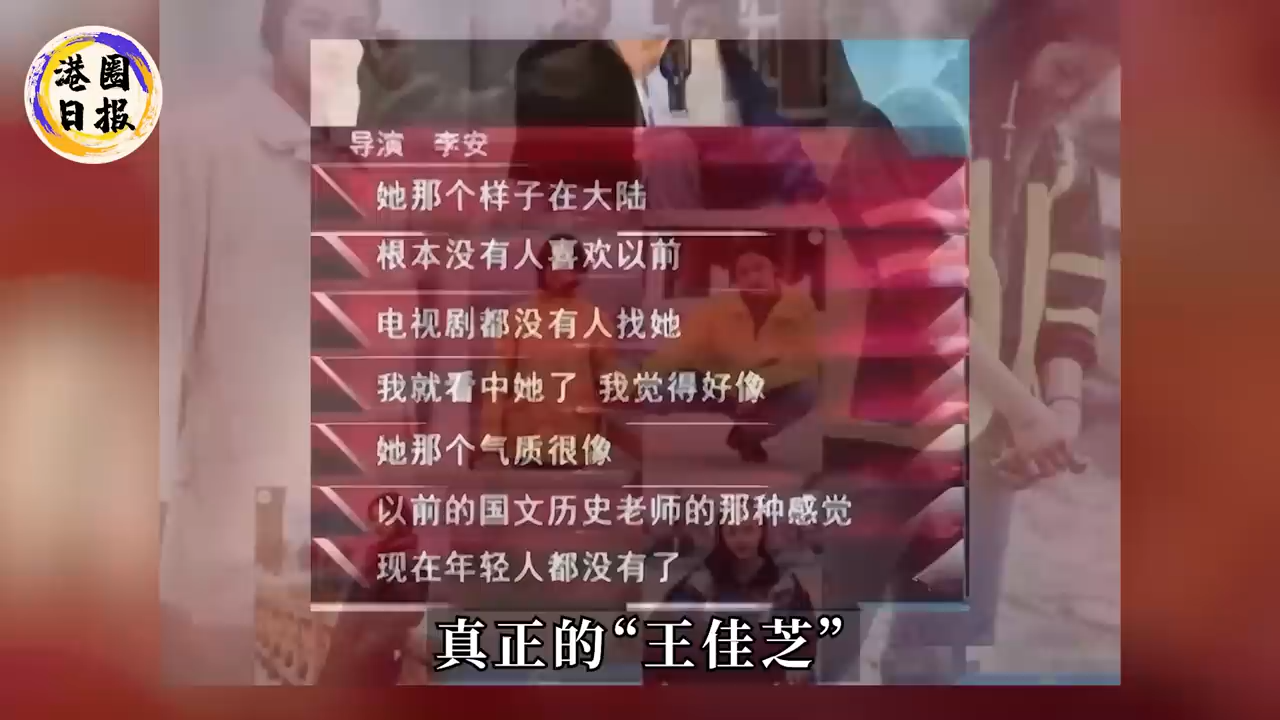 港圈
日报
导演 李安
她那个样子在大陆
根本没有人喜欢以前
电视剧都没有人找她
我就看中她了 我觉得好像
她那个气质很像
以前的国文历史老师的那种感觉
现在年轻人都没有了
真正的“王佳芝”